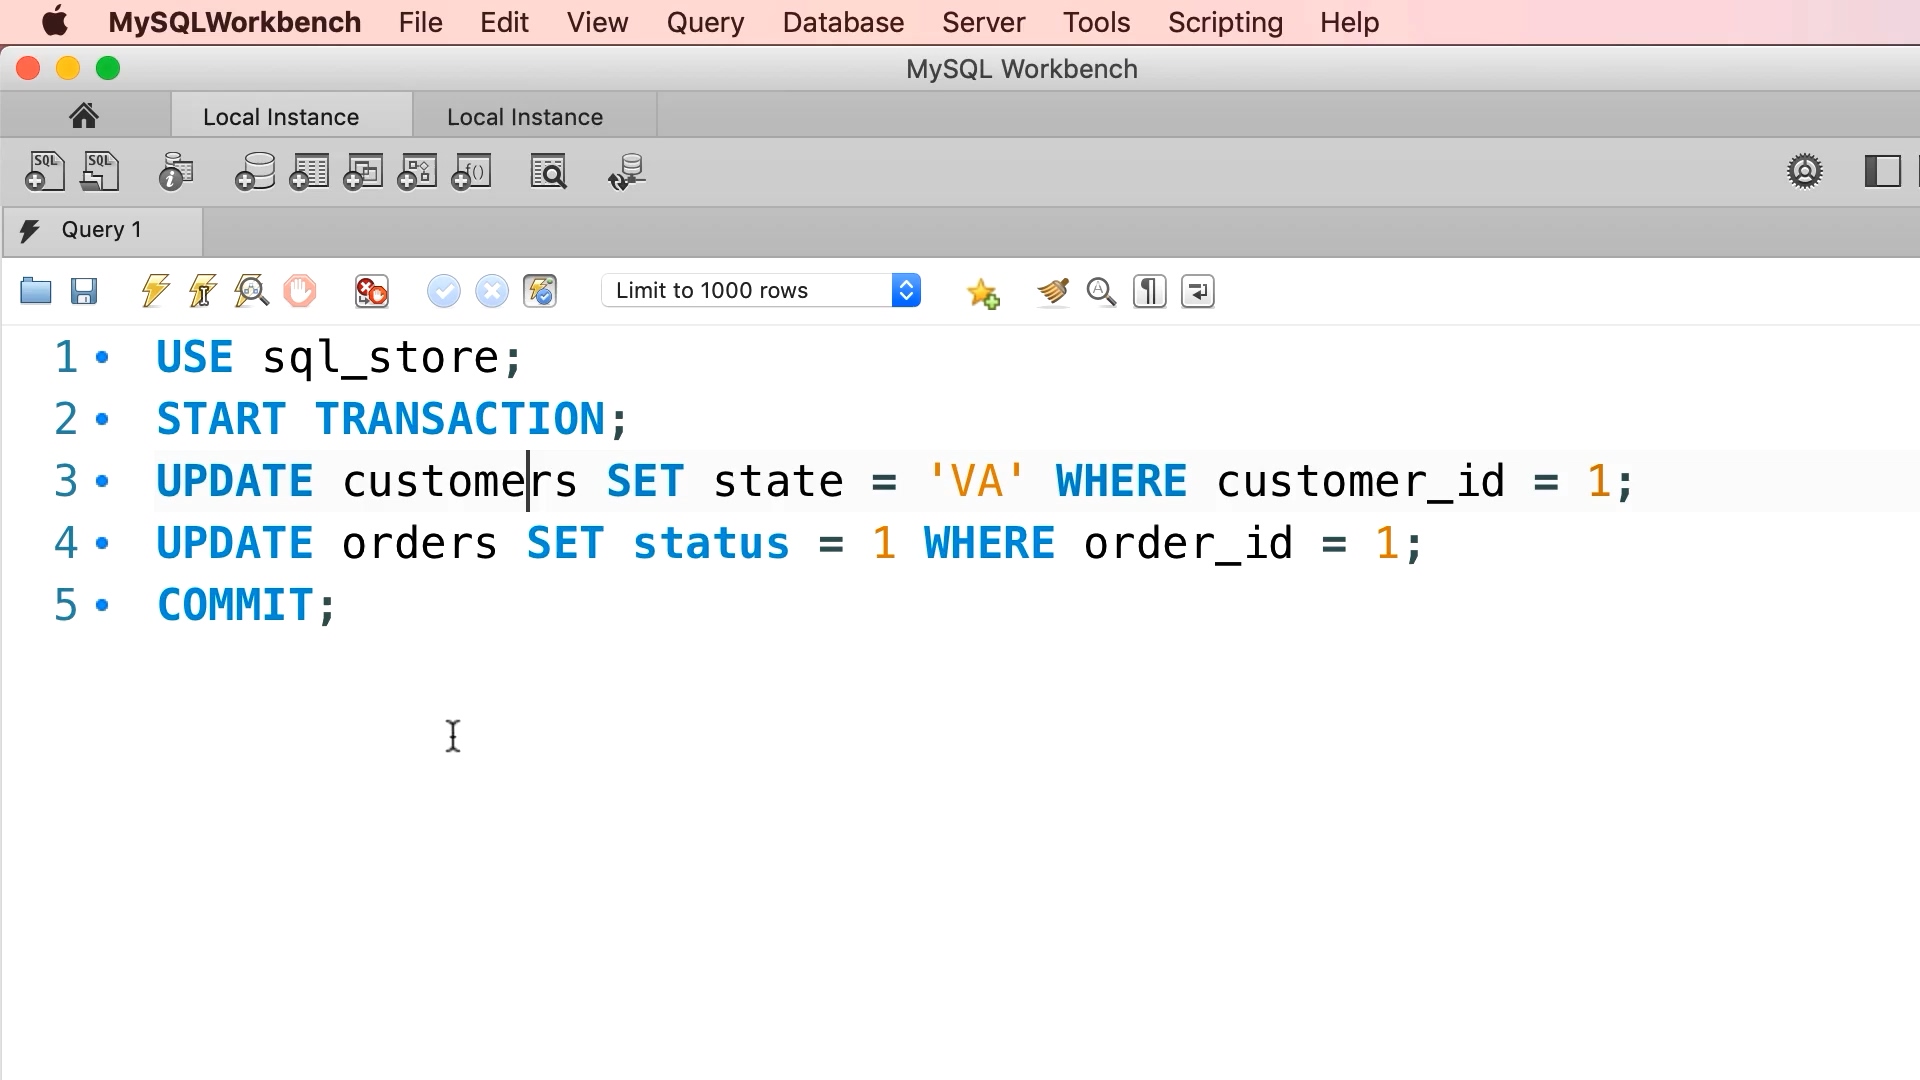 MySQLWorkbench File Edit View Query Database Server Tools Scripting Help
MySQL Workbench
Local Instance Local Instance
SQL SQL f()
Query 1
Limit to 1000 rows
1 USE sql_store;
2 START TRANSACTION;
3 UPDATE customers SET state = 'VA' WHERE customer_id = 1;
4 UPDATE orders SET status = 1 WHERE order_id = 1;
5 COMMIT;